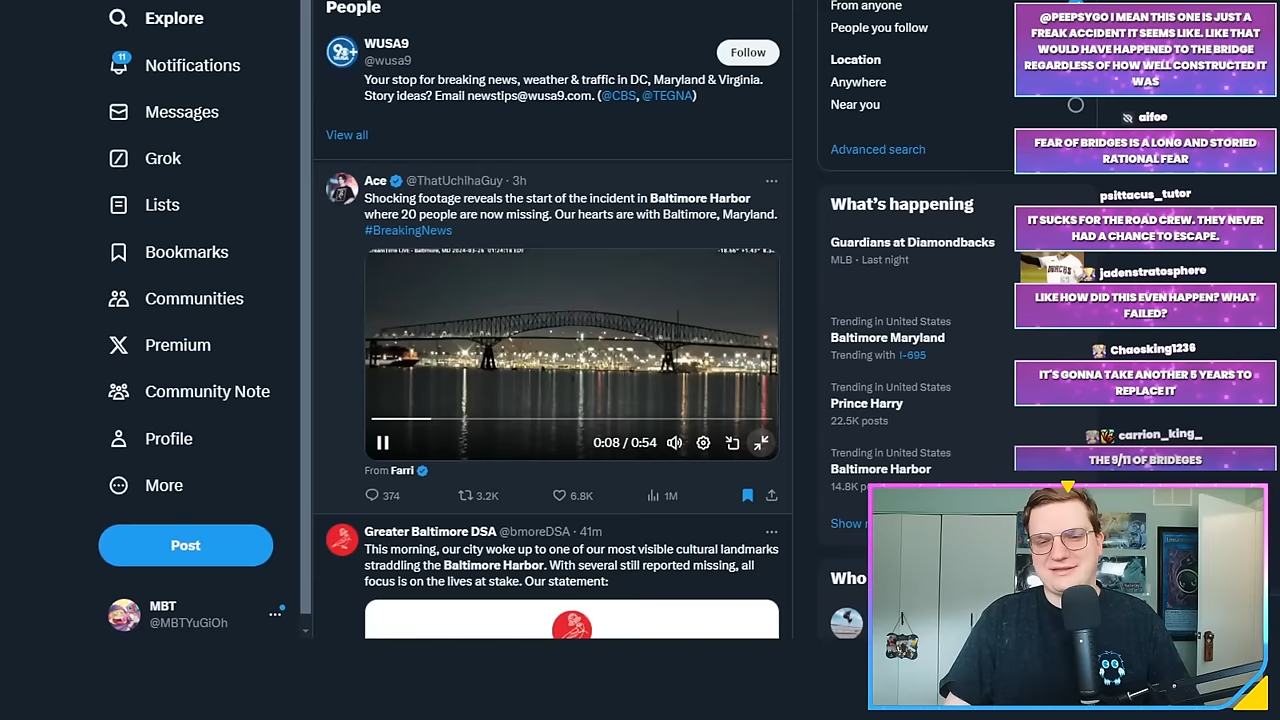 Explore
11
Notifications
Messages
Grok
Lists
Bookmarks
Communities
Premium
Community Note
Profile
More
Post
MBT
@MBTYuGiOh
People
WUSA9
@wusa9
Follow
Your stop for breaking news, weather & traffic in DC, Maryland & Virginia.
Story ideas? Email newstips@wusa9.com. (@CBS, @TEGNA)
View all
Ace @ThatUchIhaGuy · 3h
Shocking footage reveals the start of the incident in Baltimore Harbor
where 20 people are now missing. Our hearts are with Baltimore, Maryland.
#BreakingNews
0:08 / 0:54
From Farri
374 3.2K 6.8K 1M
Greater Baltimore DSA @bmoreDSA · 41m
This morning, our city woke up to one of our most visible cultural landmarks
straddling the Baltimore Harbor. With several still reported missing, all
focus is on the lives at stake. Our statement:
From anyone
People you follow
Location
Anywhere
Near you
Advanced search
What's happening
Guardians at Diamondbacks
MLB · Last night
Trending in United States
Baltimore Maryland
Trending with I-695
Trending in United States
Prince Harry
22.5K posts
Trending in United States
Baltimore Harbor
14.8K p
Show
Who
@PEEPSYGO I MEAN THIS ONE IS JUST A
FREAK ACCIDENT IT SEEMS LIKE. LIKE THAT
WOULD HAVE HAPPENED TO THE BRIDGE
REGARDLESS OF HOW WELL CONSTRUCTED IT
WAS
aifoe
FEAR OF BRIDGES IS A LONG AND STORIED
RATIONAL FEAR
psittacus_tutor
IT SUCKS FOR THE ROAD CREW. THEY NEVER
HAD A CHANCE TO ESCAPE.
jadenstratosphere
LIKE HOW DID THIS EVEN HAPPEN? WHAT
FAILED?
Chaosking1236
IT'S GONNA TAKE ANOTHER 5 YEARS TO
REPLACE IT
carrion_king_
THE 9/11 OF BRIDEGES